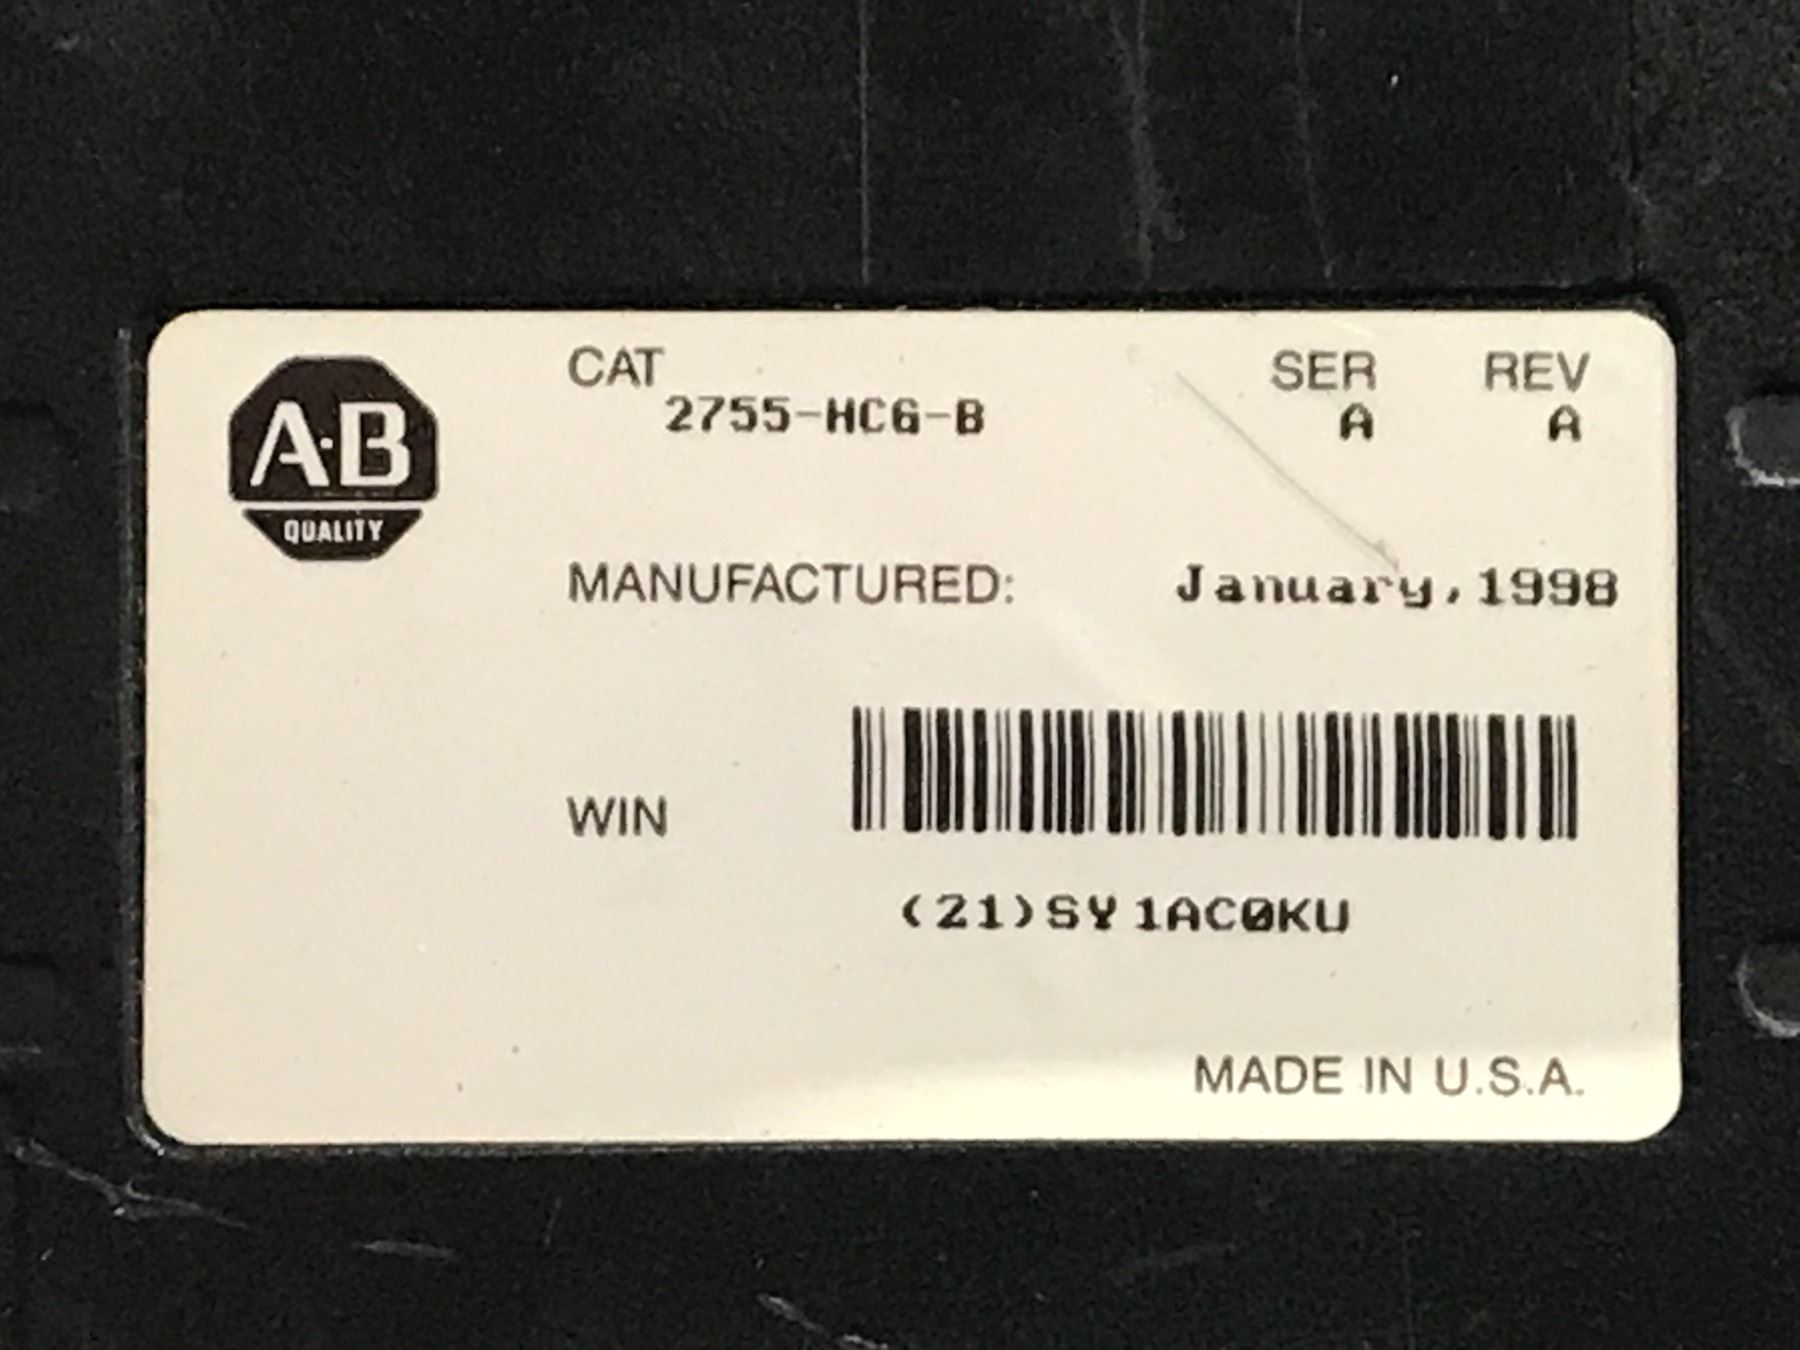 A·B
QUALITY
CAT
2755-HCG-B
SER
A
REV
A
MANUFACTURED: January,1998
WIN
(21)SY1AC0KU
MADE IN U.S.A.